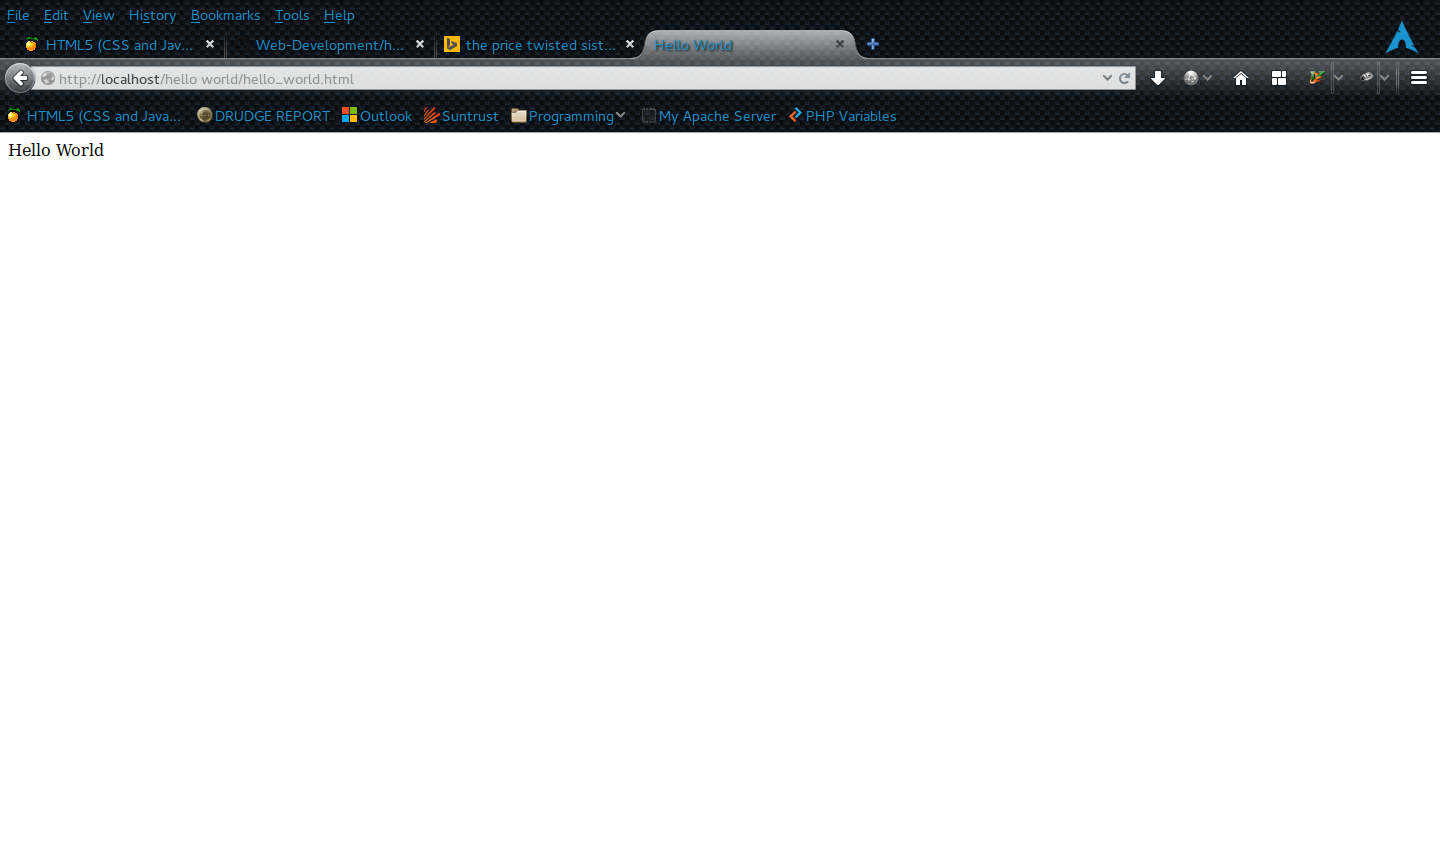 File Edit View History Bookmarks Tools Help
HTML5 (CSS and Jav... Web-Development/h... the price twisted sist... Hello World
http://localhost/hello world/hello_world.html
HTML5 (CSS and Java... DRUDGE REPORT Outlook Suntrust Programming My Apache Server PHP Variables
Hello World